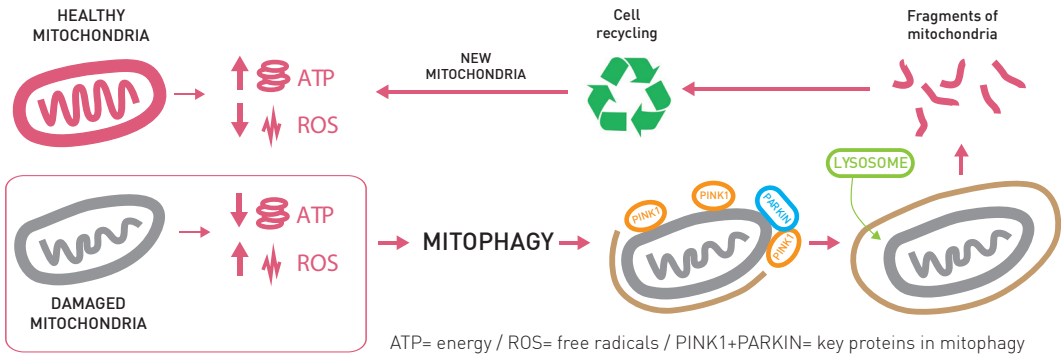 HEALTHY
MITOCHONDRIA
ATP
ROS
NEW
MITOCHONDRIA
Cell
recycling
Fragments of
mitochondria
LYSOSOME
ATP
ROS
DAMAGED
MITOCHONDRIA
MITOPHAGY
PINK1
PINK1
PARKIN
PINK1
ATP= energy / ROS= free radicals / PINK1+PARKIN= key proteins in mitophagy